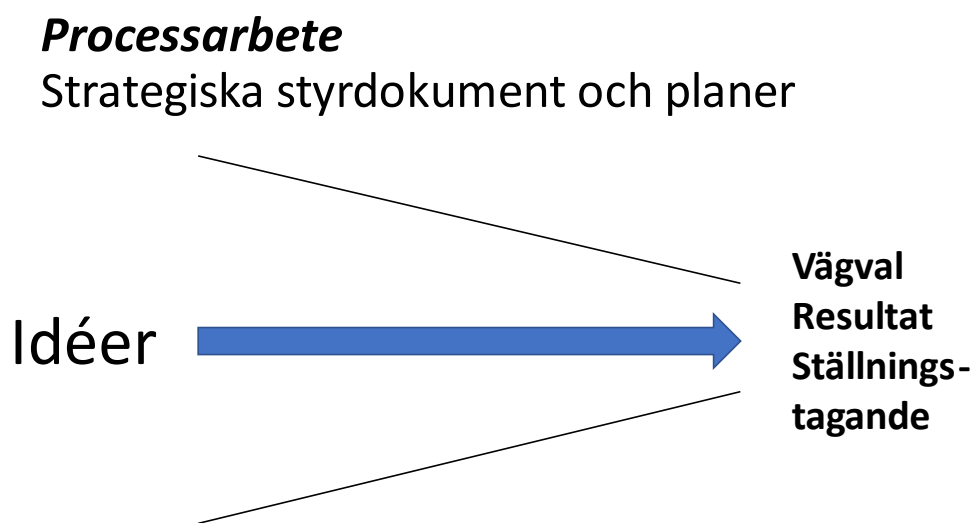 Processarbete
Strategiska styrdokument och planer
Idéer
Vägval
Resultat
Ställnings-
tagande